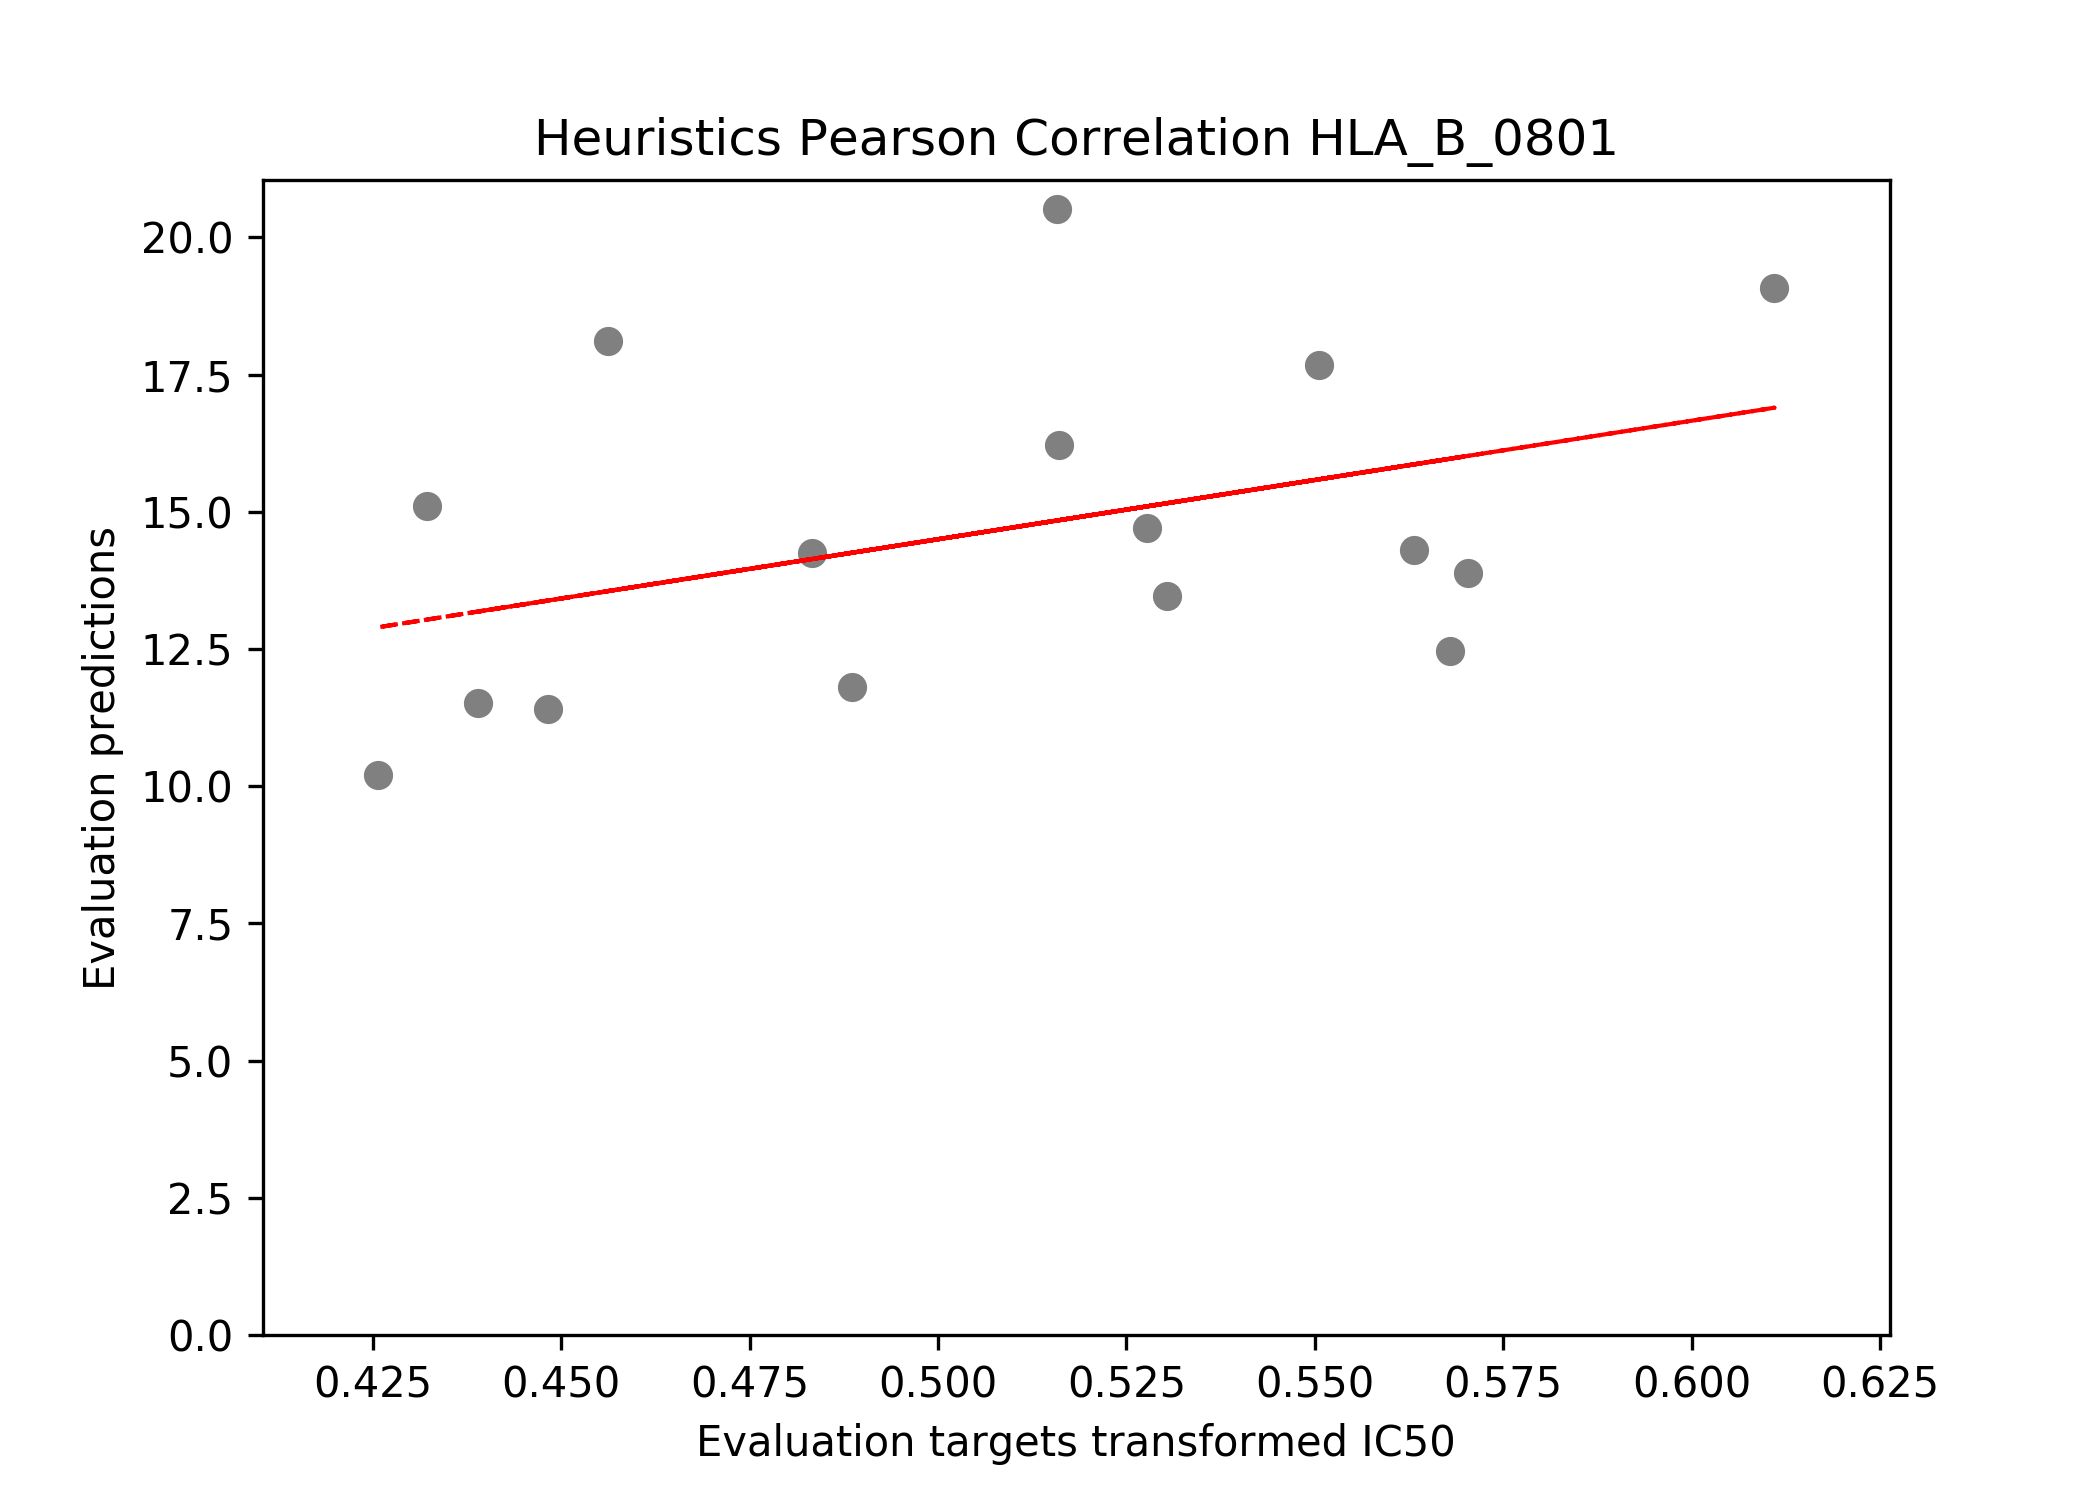 Heuristics Pearson Correlation HLA_B_0801
20.0
17.5
15.0
12.5
10.0
7.5
5.0
2.5
0.0
Evaluation predictions
0.425 0.450 0.475 0.500 0.525 0.550 0.575 0.600 0.625
Evaluation targets transformed IC50